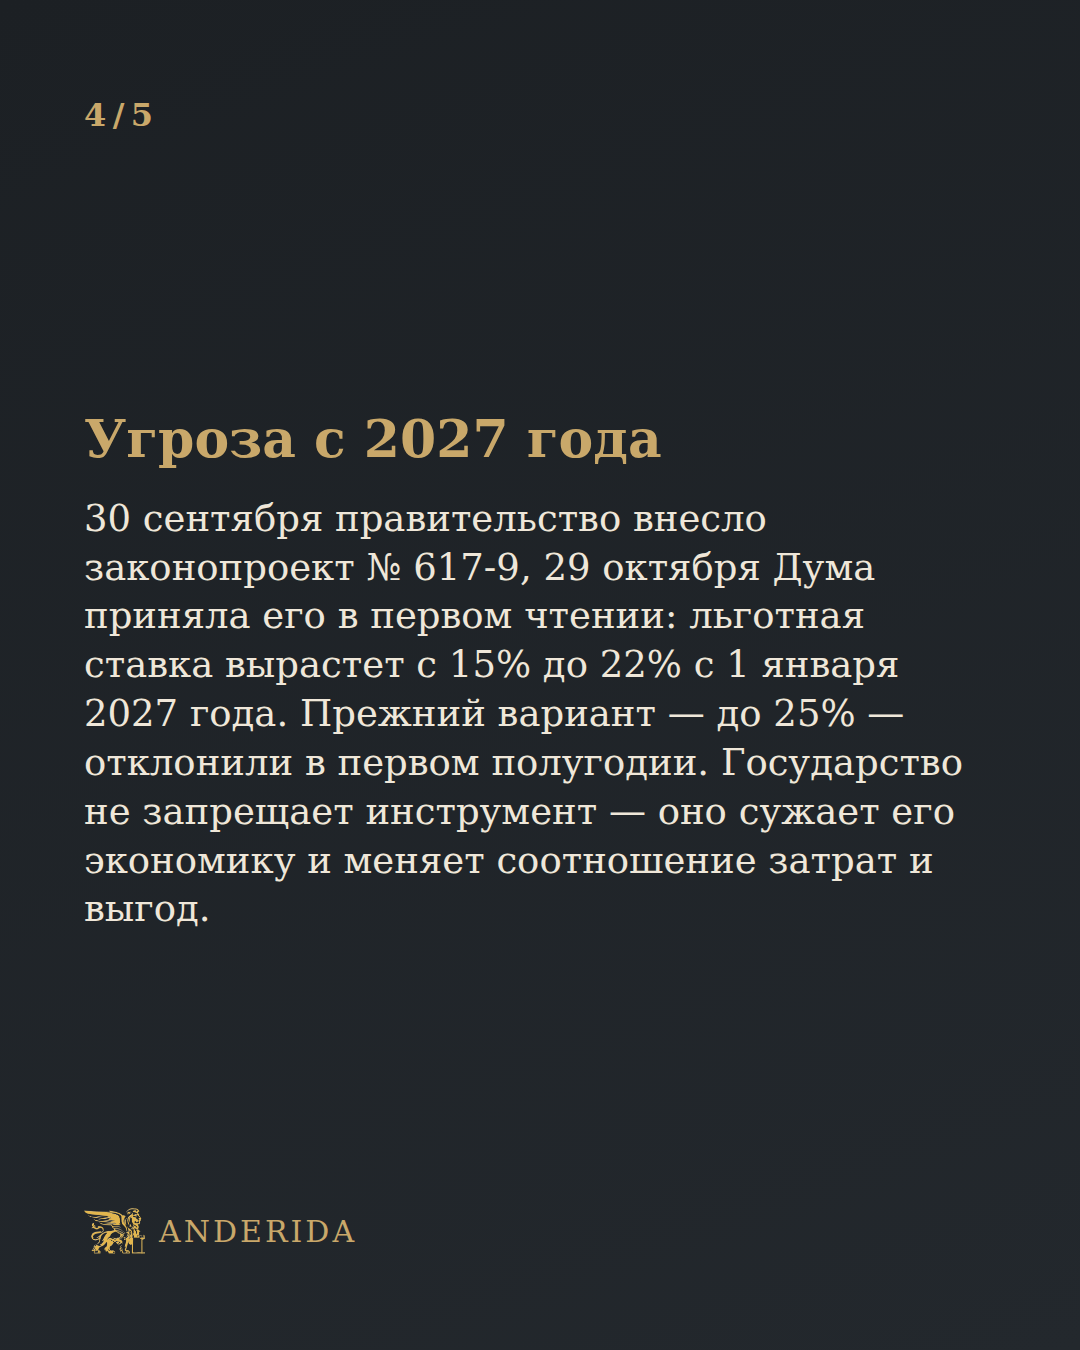 4/5
Угроза с 2027 года
30 сентября правительство внесло
законопроект № 617-9, 29 октября Дума
приняла его в первом чтении: льготная
ставка вырастет с 15% до 22% с 1 января
2027 года. Прежний вариант — до 25% —
отклонили в первом полугодии. Государство
не запрещает инструмент — оно сужает его
экономику и меняет соотношение затрат и
выгод.
ANDERIDA